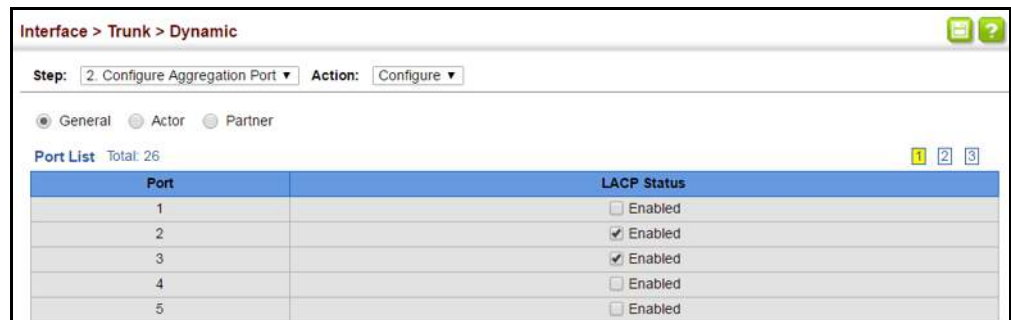 Interface > Trunk > Dynamic
?
Step: 2. Configure Aggregation Port Action: Configure
General Actor Partner
Port List Total: 26 1 2 3
Port LACP Status
1 Enabled
2 Enabled
3 Enabled
4 Enabled
5 Enabled